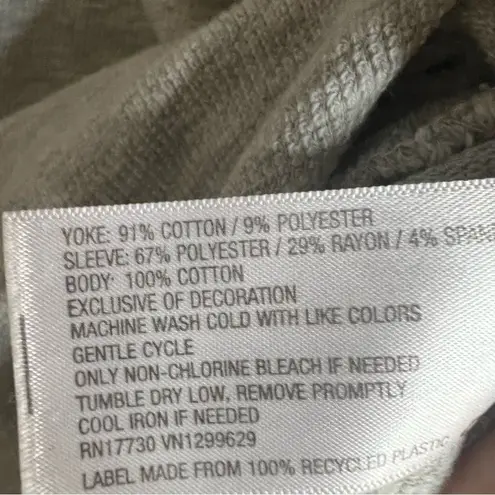 YOKE: 91% COTTON / 9% POLYESTER
SLEEVE: 67% POLYESTER / 29% RAYON / 4% SPAN
BODY: 100% COTTON
EXCLUSIVE OF DECORATION
MACHINE WASH COLD WITH LIKE COLORS
GENTLE CYCLE
ONLY NON-CHLORINE BLEACH IF NEEDED
TUMBLE DRY LOW, REMOVE PROMPTLY
COOL IRON IF NEEDED
RN17730 VN1299629
LABEL MADE FROM 100% RECYCLED PLASTIC